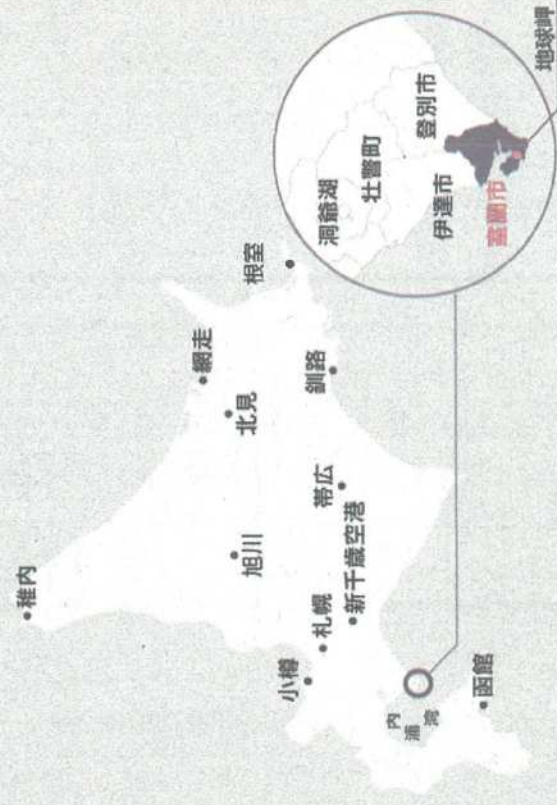 稚内
網走
北見
根室
旭川
釧路
帯広
小樽
札幌
新千歳空港
内
浦
湾
函館
洞爺湖
壮瞥町
登別市
伊達市
室蘭市
地球岬